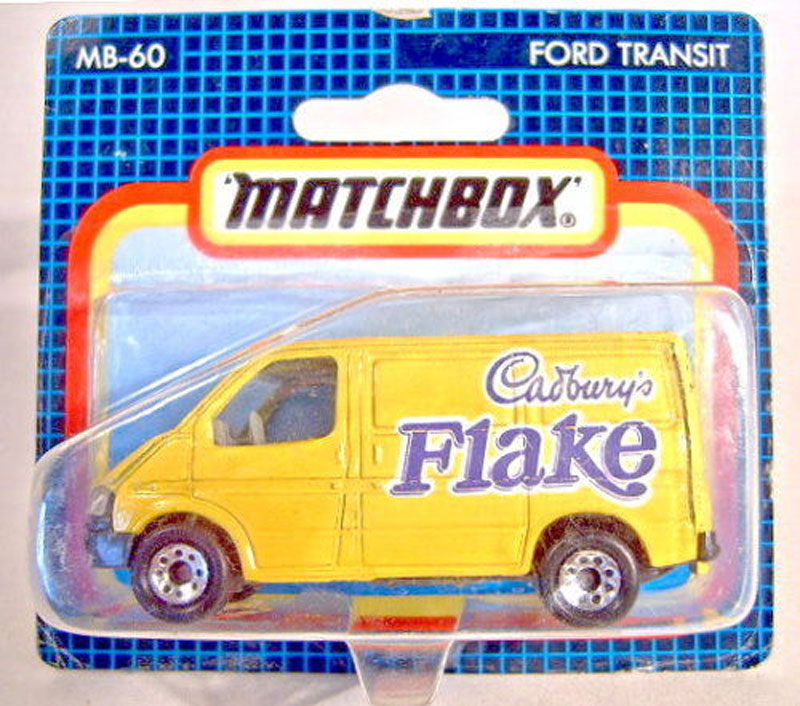 MB-60
FORD TRANSIT
'MATCHBOX'®
Cadbury's
Flake